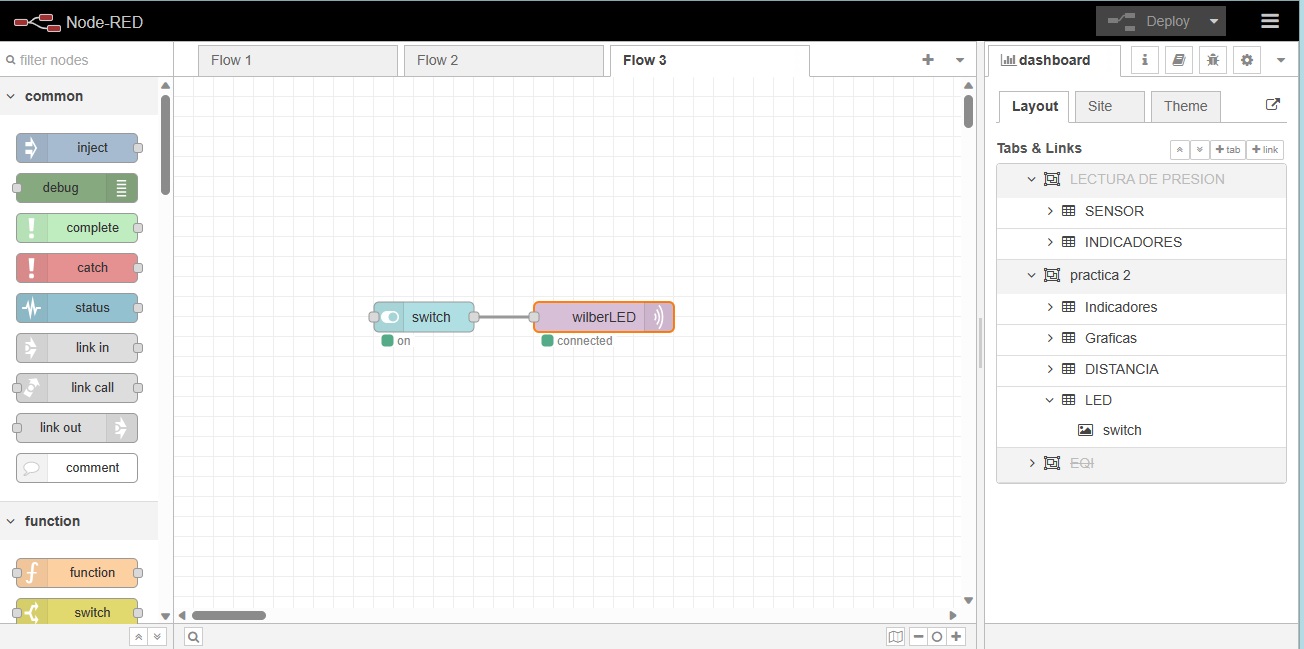 Node-RED
Deploy
filter nodes
Flow 1
Flow 2
Flow 3
dashboard
common
inject
debug
complete
catch
status
link in
link call
link out
comment
function
function
switch
switch
on
wilberLED
connected
Layout
Site
Theme
Tabs & Links
tab
link
LECTURA DE PRESION
SENSOR
INDICADORES
practica 2
Indicadores
Graficas
DISTANCIA
LED
switch
EQI